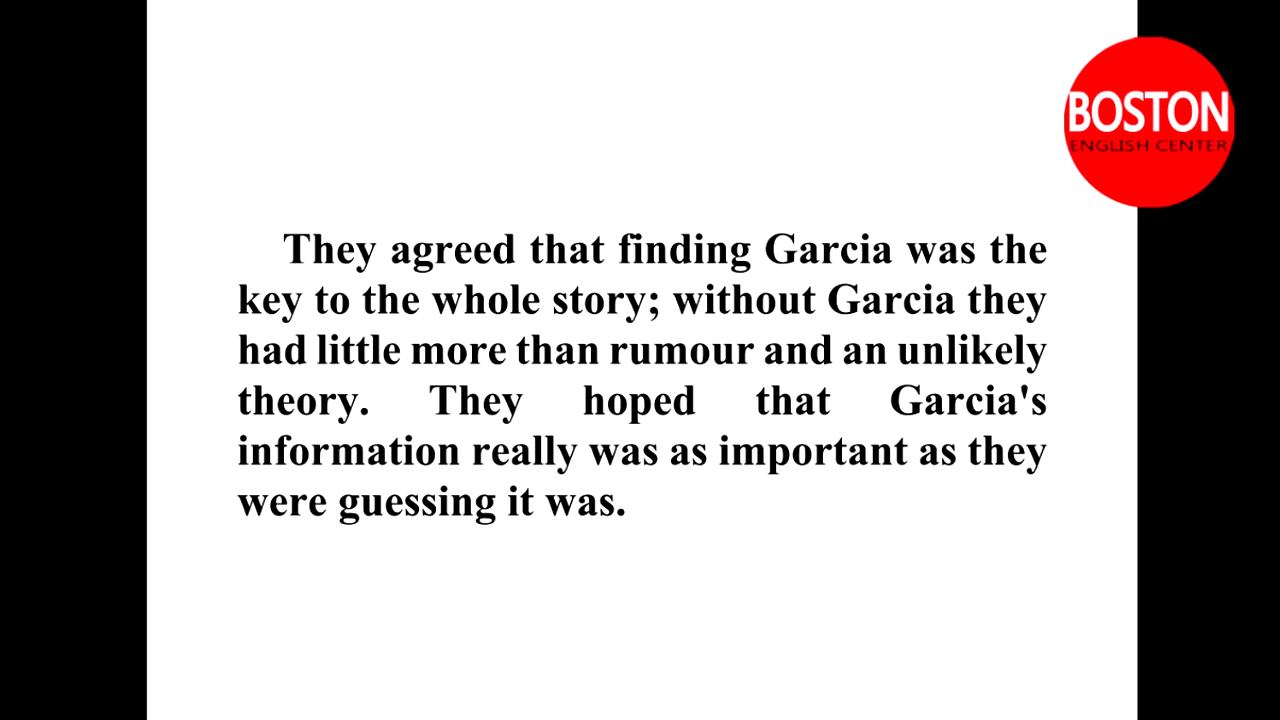 BOSTON
ENGLISH CENTER
They agreed that finding Garcia was the
key to the whole story; without Garcia they
had little more than rumour and an unlikely
theory. They hoped that Garcia's
information really was as important as they
were guessing it was.